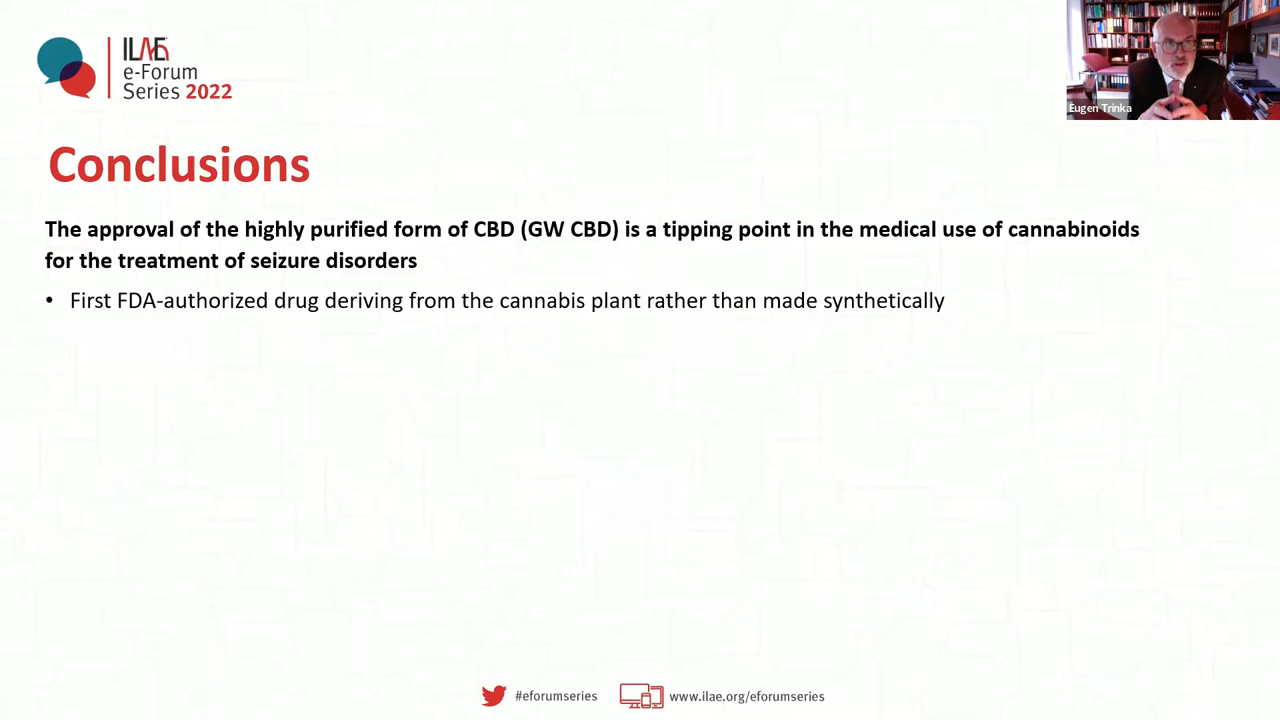 ILAE
e-Forum
Series 2022
Eugen Trinka
Conclusions
The approval of the highly purified form of CBD (GW CBD) is a tipping point in the medical use of cannabinoids
for the treatment of seizure disorders
• First FDA-authorized drug deriving from the cannabis plant rather than made synthetically
#eforumseries
www.ilae.org/eforumseries